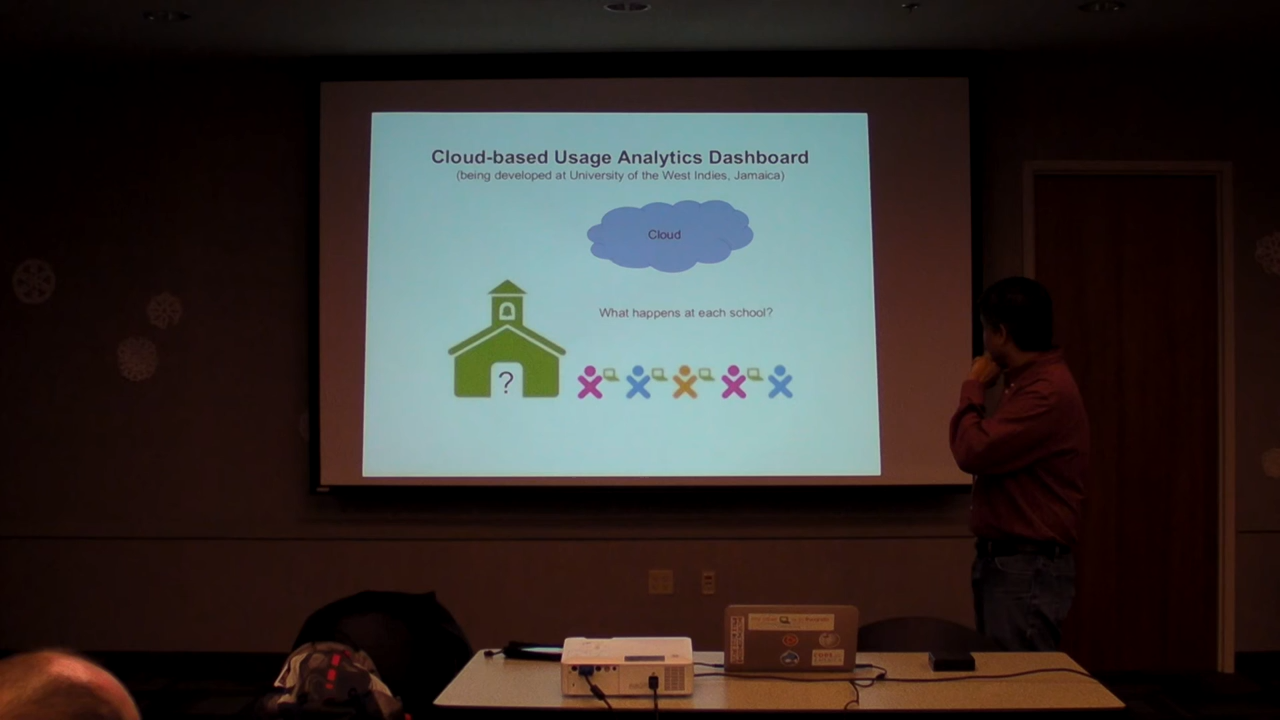 Cloud-based Usage Analytics Dashboard
(being developed at University of the West Indies, Jamaica)
Cloud
What happens at each school?
?